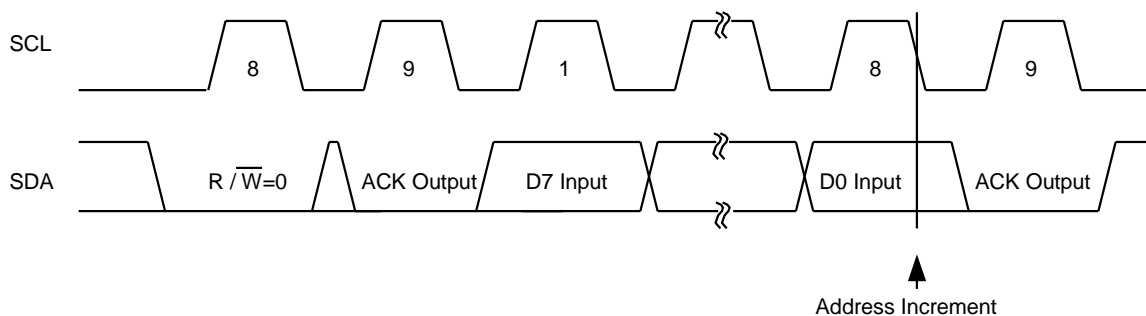 SCL
8 9 1 8 9
SDA
R / W̅=0 ACK Output D7 Input D0 Input ACK Output
Address Increment